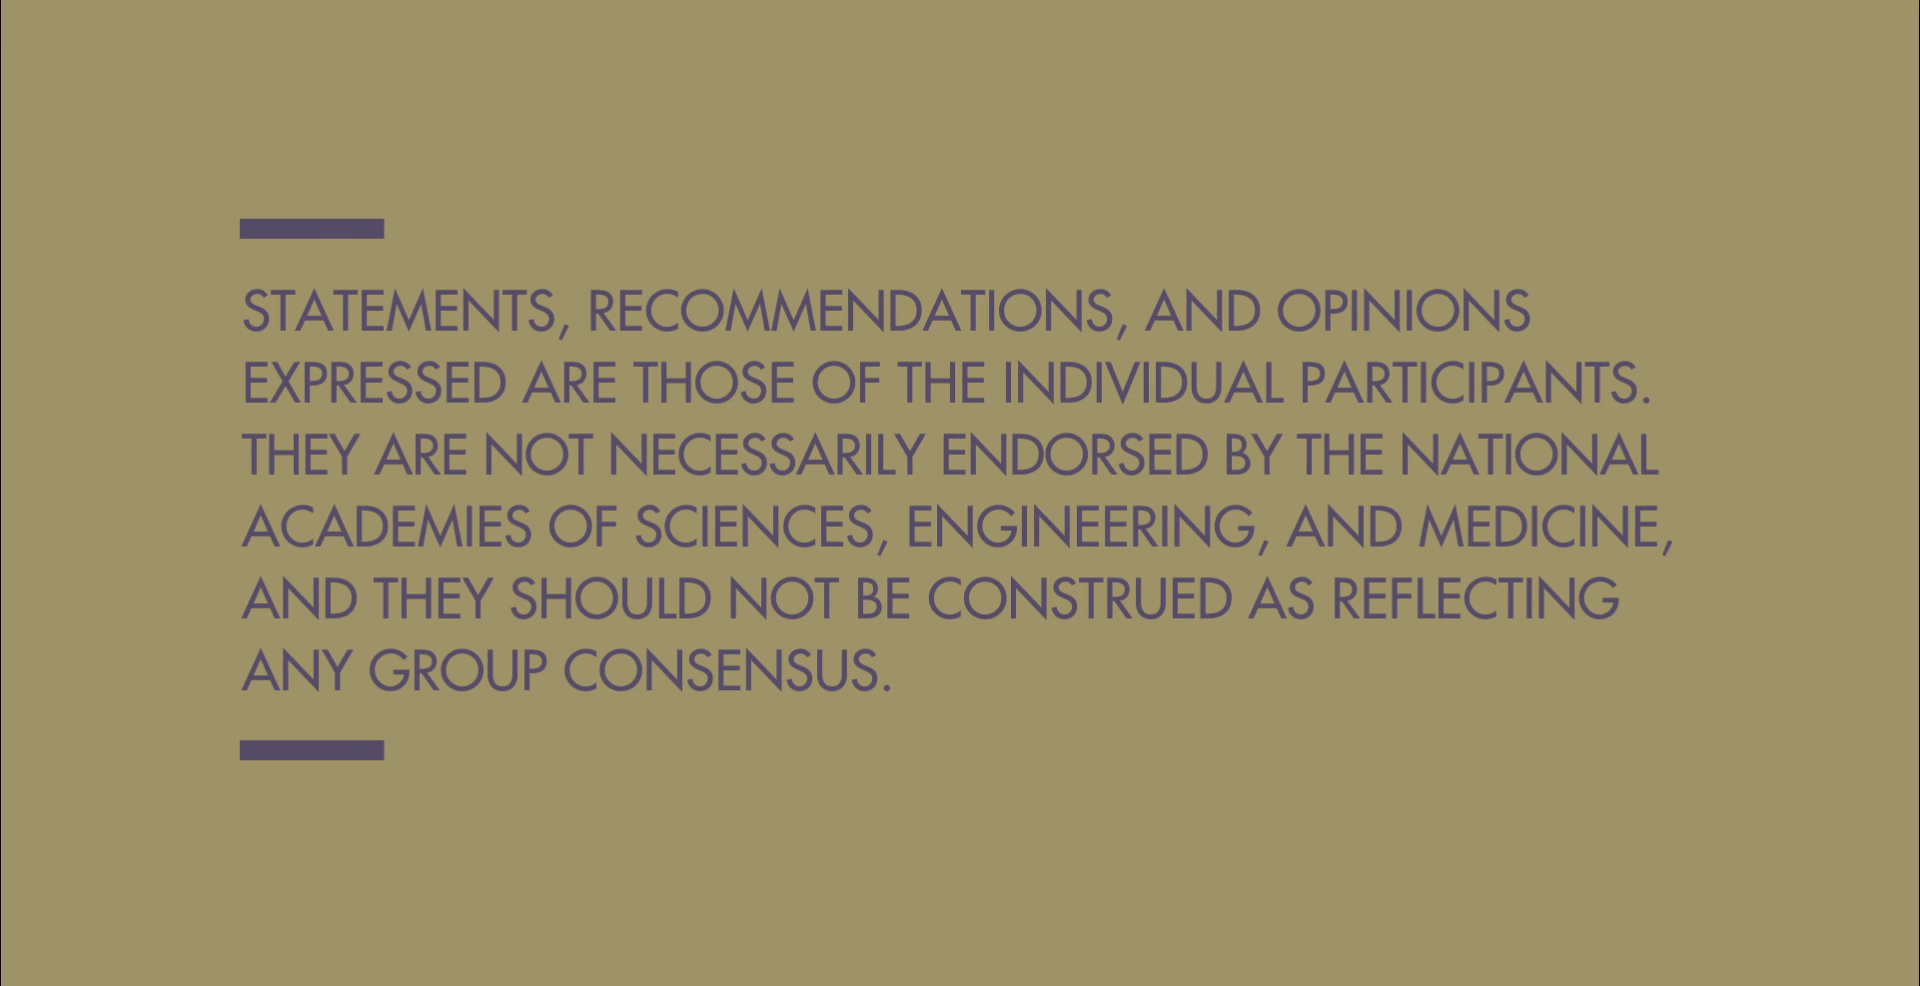 STATEMENTS, RECOMMENDATIONS, AND OPINIONS
EXPRESSED ARE THOSE OF THE INDIVIDUAL PARTICIPANTS.
THEY ARE NOT NECESSARILY ENDORSED BY THE NATIONAL
ACADEMIES OF SCIENCES, ENGINEERING, AND MEDICINE,
AND THEY SHOULD NOT BE CONSTRUED AS REFLECTING
ANY GROUP CONSENSUS.